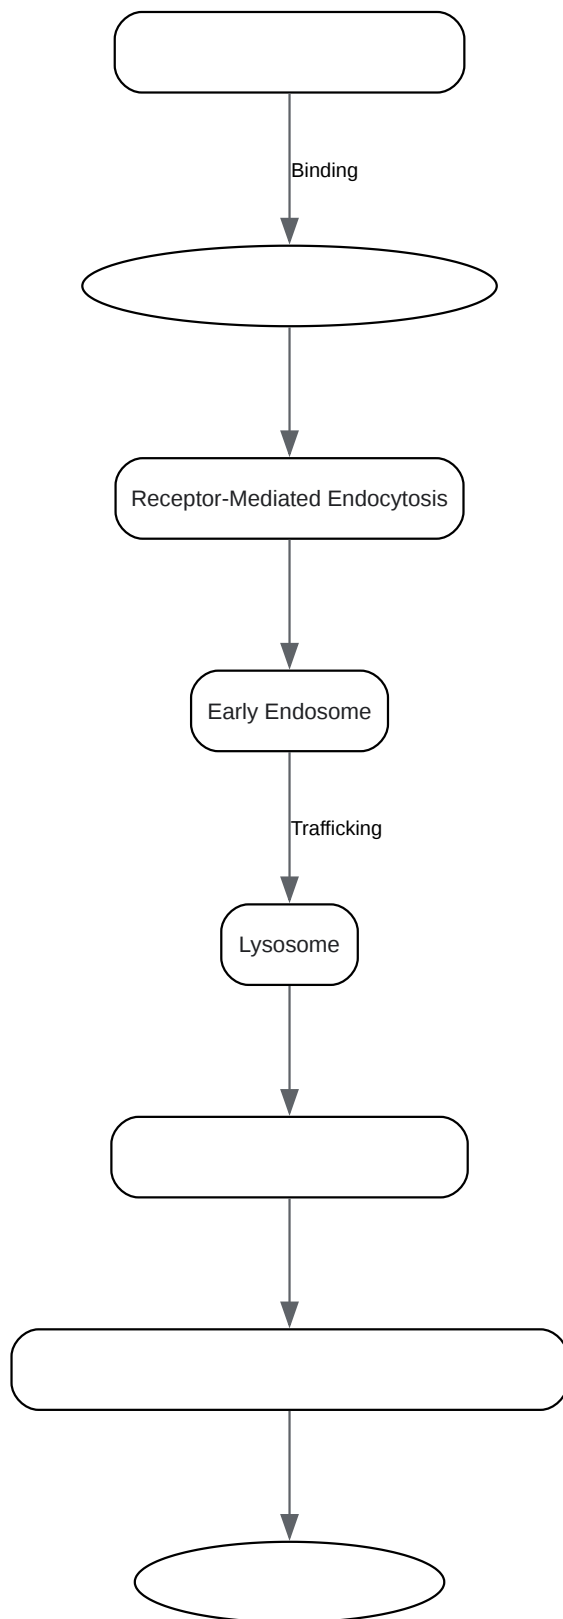 Binding
Receptor-Mediated Endocytosis
Early Endosome
Trafficking
Lysosome